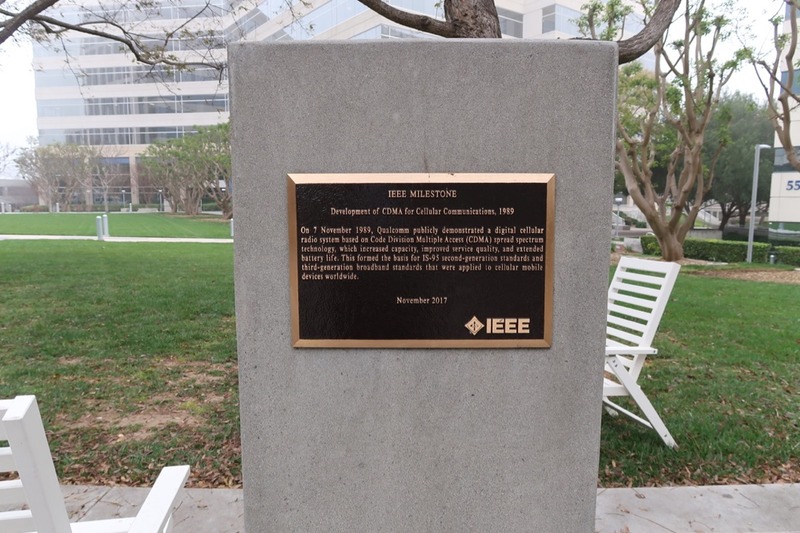 IEEE MILESTONE
Development of CDMA for Cellular Communications, 1989
On 7 November 1989, Qualcomm publicly demonstrated a digital cellular
radio system based on Code Division Multiple Access (CDMA) spread spectrum
technology, which increased capacity, improved service quality, and extended
battery life. This formed the basis for IS-95 second-generation standards and
third-generation broadband standards that were applied to cellular mobile
devices worldwide.
November 2017
IEEE
55